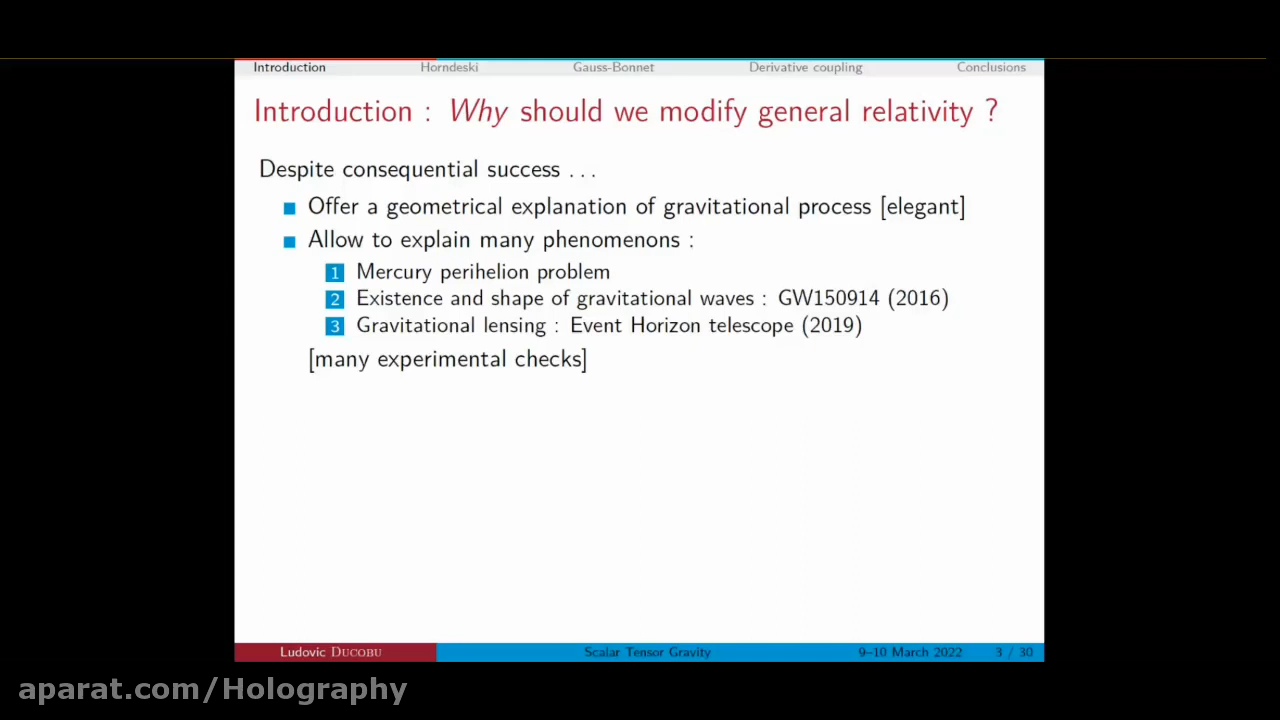 Introduction Horndeski Gauss-Bonnet Derivative coupling Conclusions
Introduction : Why should we modify general relativity ?
Despite consequential success . . .
Offer a geometrical explanation of gravitational process [elegant]
Allow to explain many phenomenons :
1 Mercury perihelion problem
2 Existence and shape of gravitational waves : GW150914 (2016)
3 Gravitational lensing : Event Horizon telescope (2019)
[many experimental checks]
Ludovic DUCOBU Scalar Tensor Gravity 9–10 March 2022 3 / 30
aparat.com/Holography